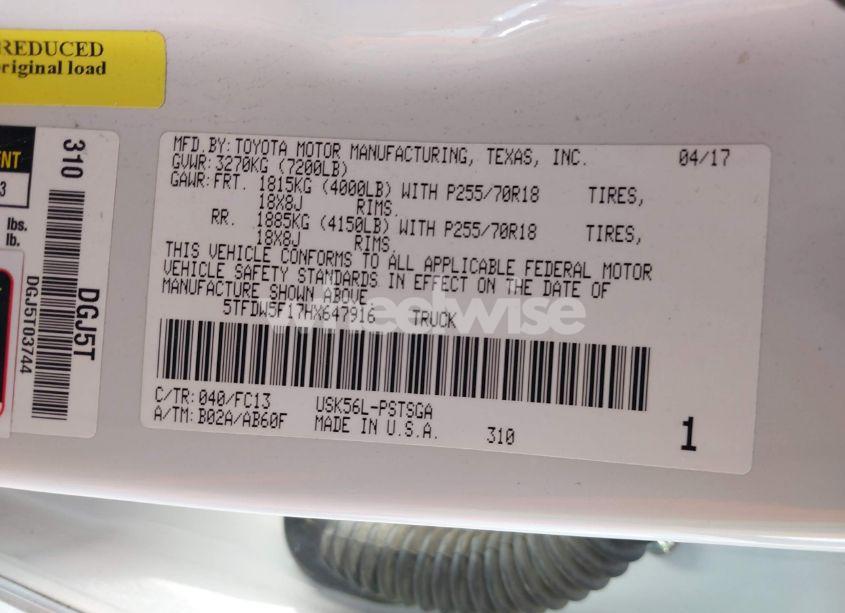 REDUCED
original load
ENT
3
lbs.
lb.
310
DGJ5T
DGJ5T03744
MFD.BY:TOYOTA MOTOR MANUFACTURING, TEXAS, INC. 04/17
GVWR:3270KG (7200LB)
GAWR:FRT. 1815KG (4000LB) WITH P255/70R18 TIRES,
18X8J RIMS.
RR. 1885KG (4150LB) WITH P255/70R18 TIRES,
18X8J RIMS.
THIS VEHICLE CONFORMS TO ALL APPLICABLE FEDERAL MOTOR
VEHICLE SAFETY STANDARDS IN EFFECT ON THE DATE OF
MANUFACTURE SHOWN ABOVE.
5TFDW5F17HX647916 TRUCK
wheelwise
C/TR:040/FC13 USK56L-PSTSGA
A/TM:B02A/AB60F MADE IN U.S.A. 310 1